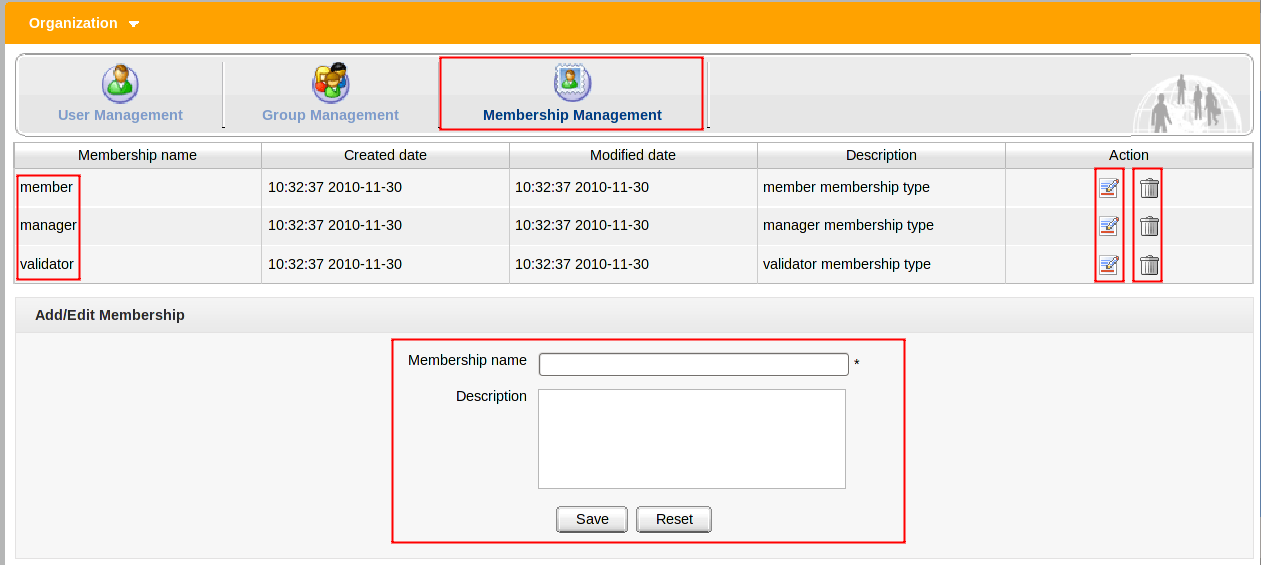 Organization
User Management Group Management Membership Management
Membership name Created date Modified date Description Action
member 10:32:37 2010-11-30 10:32:37 2010-11-30 member membership type
manager 10:32:37 2010-11-30 10:32:37 2010-11-30 manager membership type
validator 10:32:37 2010-11-30 10:32:37 2010-11-30 validator membership type
Add/Edit Membership
Membership name *
Description
Save Reset